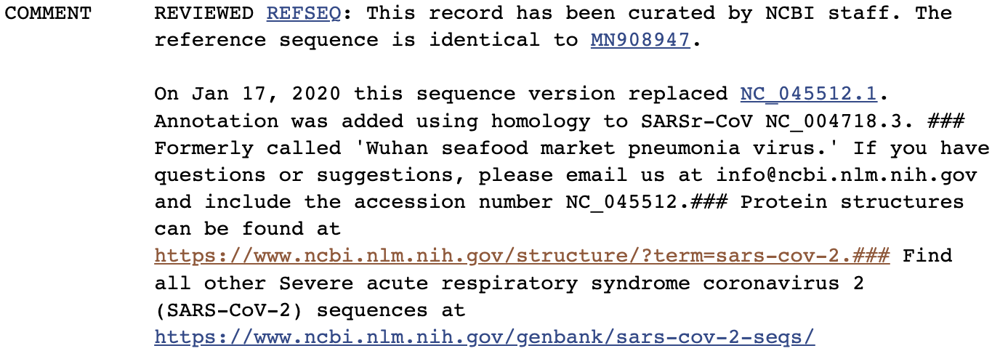 COMMENT REVIEWED REFSEQ: This record has been curated by NCBI staff. The
reference sequence is identical to MN908947.
On Jan 17, 2020 this sequence version replaced NC_045512.1.
Annotation was added using homology to SARSr-CoV NC_004718.3. ###
Formerly called 'Wuhan seafood market pneumonia virus.' If you have
questions or suggestions, please email us at info@ncbi.nlm.nih.gov
and include the accession number NC_045512.### Protein structures
can be found at
https://www.ncbi.nlm.nih.gov/structure/?term=sars-cov-2.### Find
all other Severe acute respiratory syndrome coronavirus 2
(SARS-CoV-2) sequences at
https://www.ncbi.nlm.nih.gov/genbank/sars-cov-2-seqs/